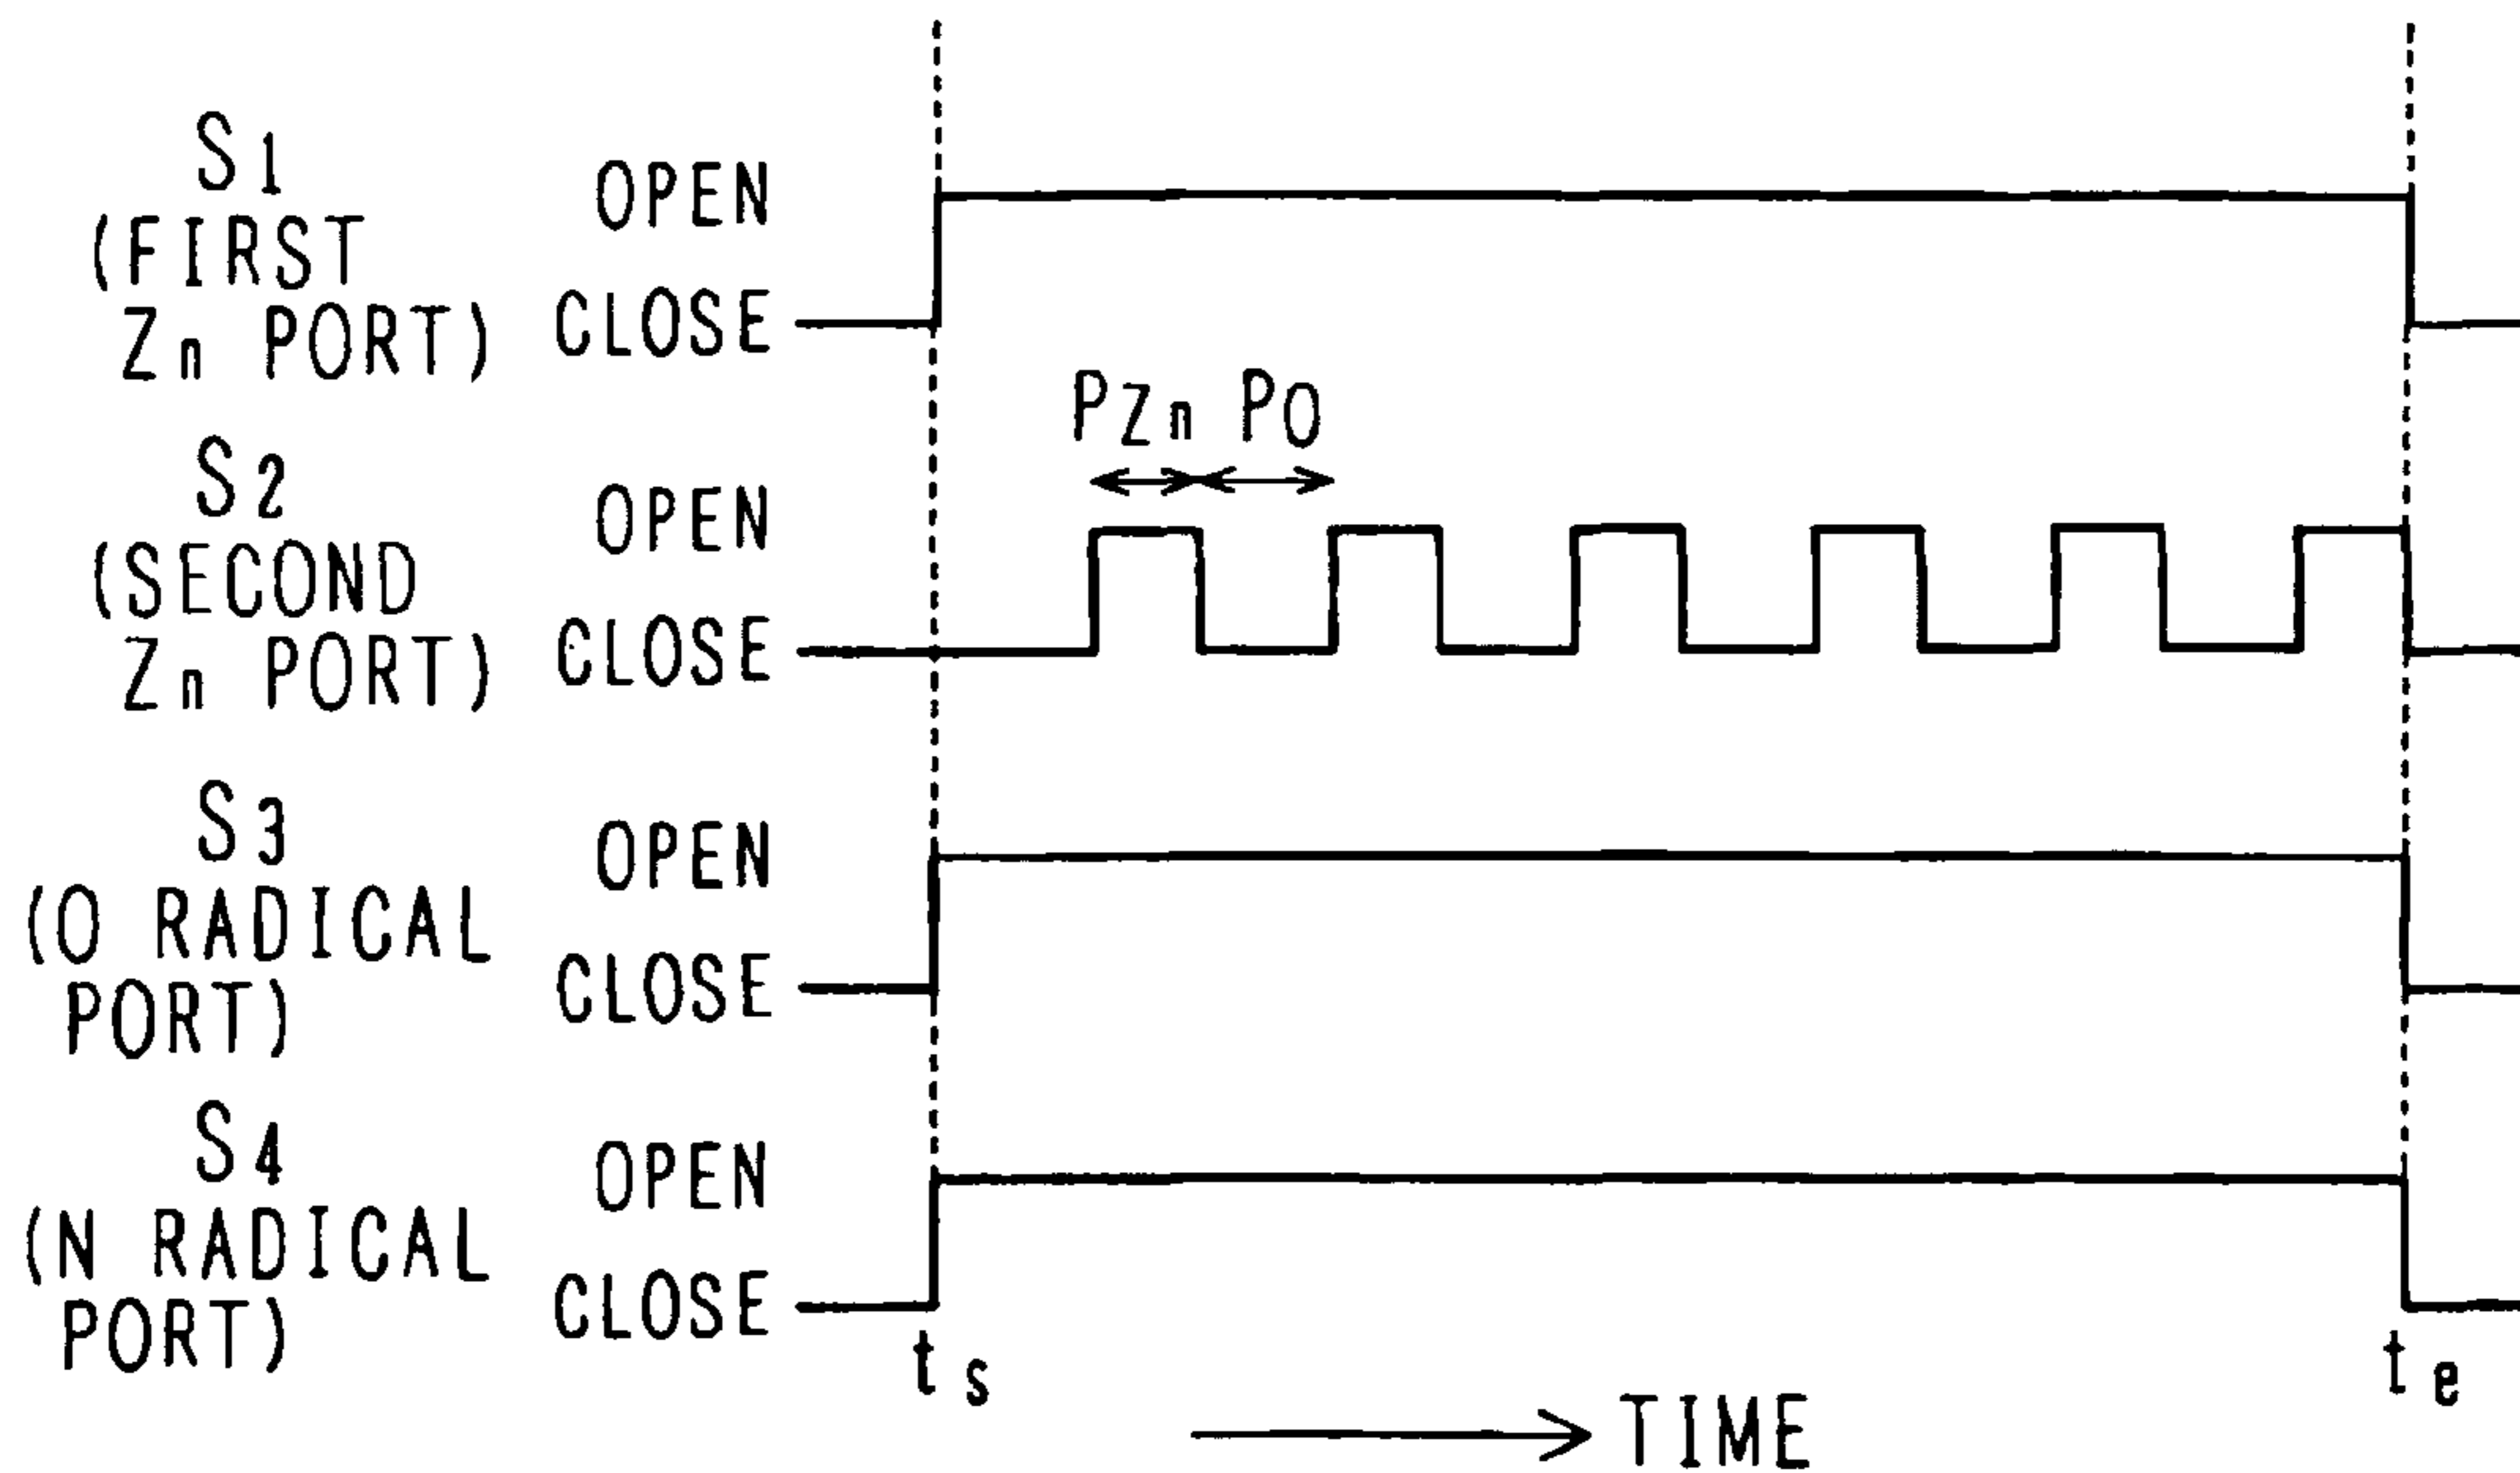 S1
(FIRST
Zn PORT)
OPEN
CLOSE
PZn PO
S2
(SECOND
Zn PORT)
OPEN
CLOSE
S3
(O RADICAL
PORT)
OPEN
CLOSE
S4
(N RADICAL
PORT)
OPEN
CLOSE
ts
te
TIME